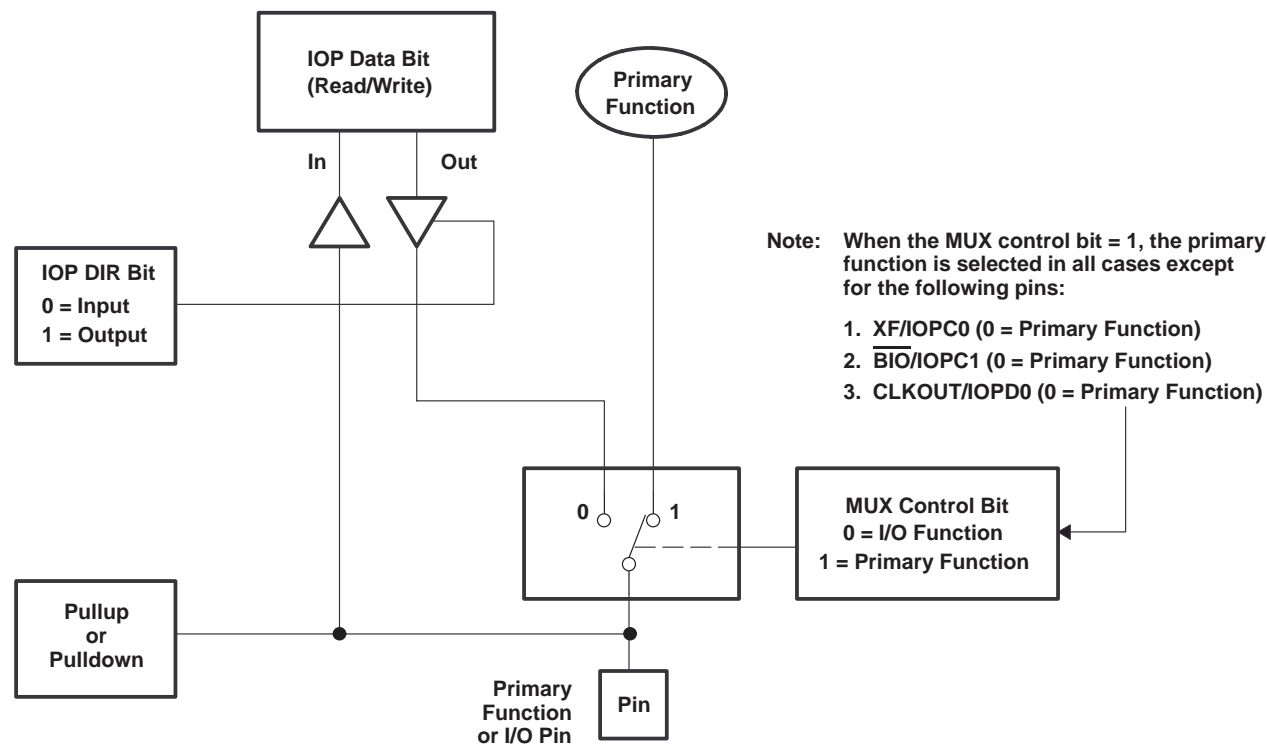 IOP Data Bit
(Read/Write)
Primary
Function
In
Out
IOP DIR Bit
0 = Input
1 = Output
Note: When the MUX control bit = 1, the primary
function is selected in all cases except
for the following pins:
1. XF/IOPC0 (0 = Primary Function)
2. B̅I̅O̅/IOPC1 (0 = Primary Function)
3. CLKOUT/IOPD0 (0 = Primary Function)
0
1
MUX Control Bit
0 = I/O Function
1 = Primary Function
Pullup
or
Pulldown
Primary
Function
or I/O Pin
Pin